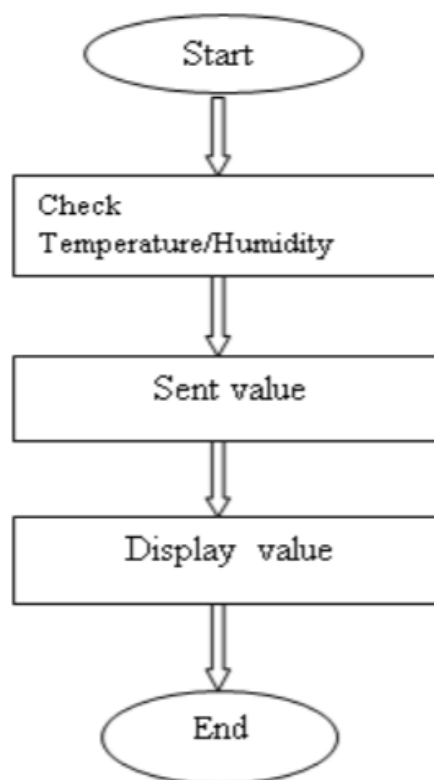 Start
Check
Temperature/Humidity
Sent value
Display value
End